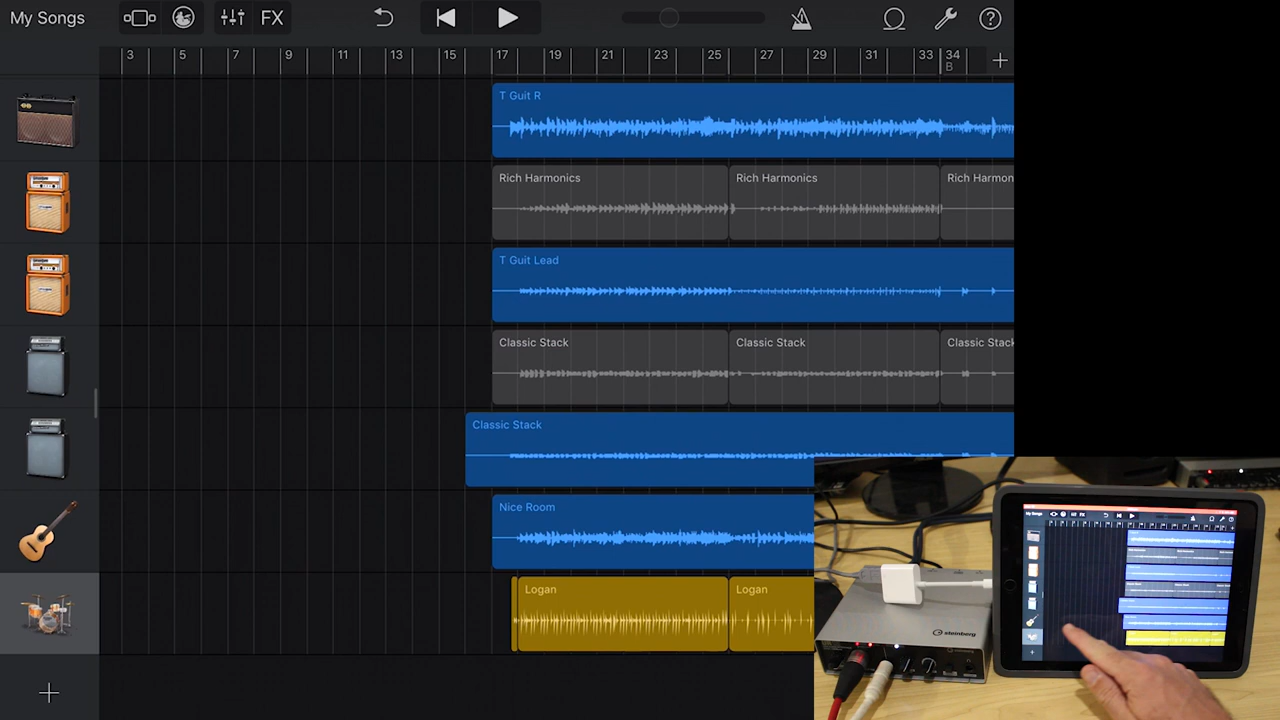 My Songs FX
3 5 7 9 11 13 15 17 19 21 23 25 27 29 31 33 34
B
T Guit R
Rich Harmonics Rich Harmonics Rich Harmon
T Guit Lead
Classic Stack Classic Stack Classic Stack
Classic Stack
Nice Room
Logan Logan
steinberg